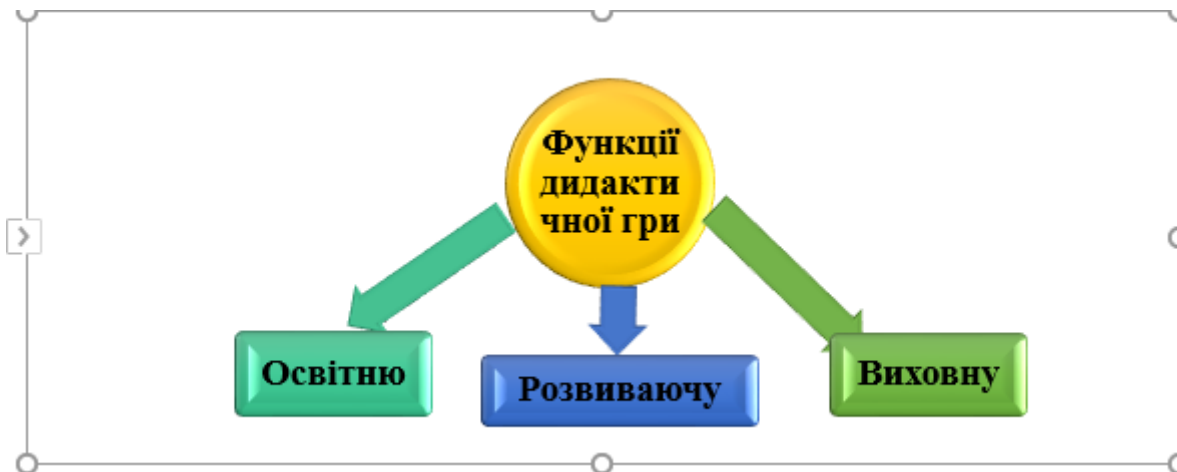 Функції
дидакти
чної гри
Освітню
Розвиваючу
Виховну